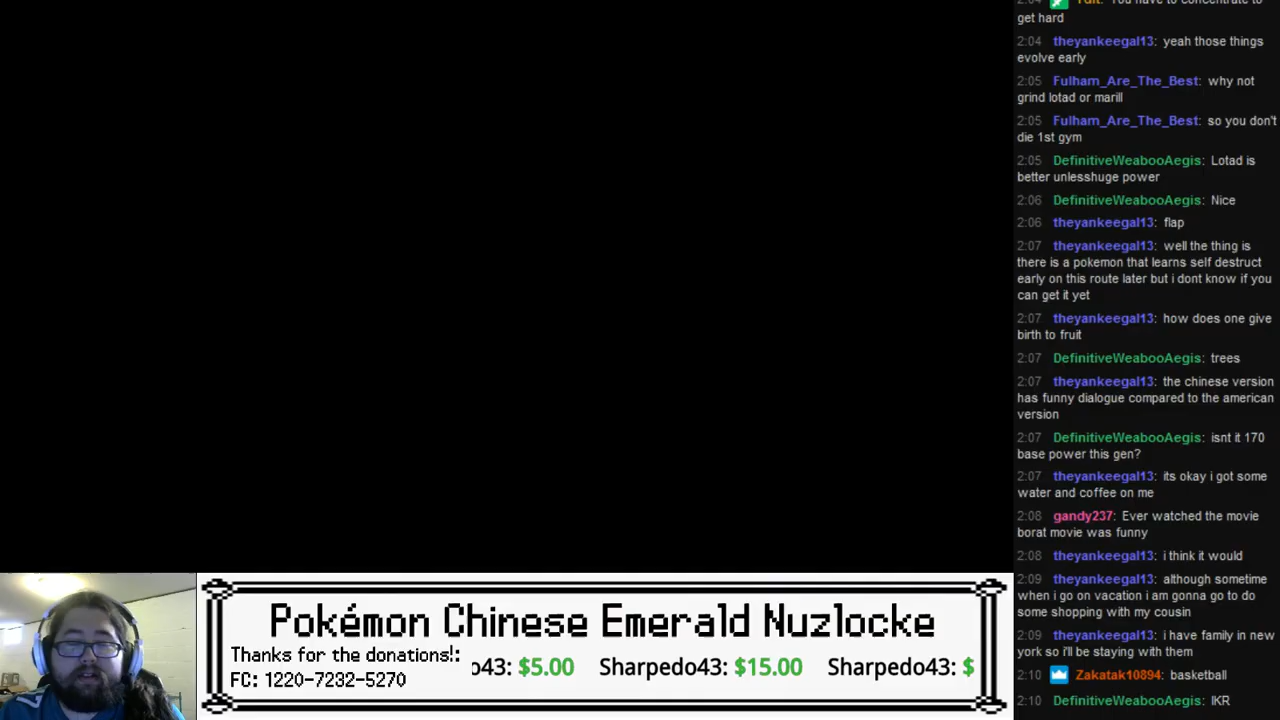 2:04 Tdit: You have to concentrate to
get hard
2:04 theyankeegal13: yeah those things
evolve early
2:05 Fulham_Are_The_Best: why not
grind lotad or marill
2:05 Fulham_Are_The_Best: so you don't
die 1st gym
2:05 DefinitiveWeabooAegis: Lotad is
better unlesshuge power
2:06 DefinitiveWeabooAegis: Nice
2:06 theyankeegal13: flap
2:07 theyankeegal13: well the thing is
there is a pokemon that learns self destruct
early on this route later but i dont know if you
can get it yet
2:07 theyankeegal13: how does one give
birth to fruit
2:07 DefinitiveWeabooAegis: trees
2:07 theyankeegal13: the chinese version
has funny dialogue compared to the american
version
2:07 DefinitiveWeabooAegis: isnt it 170
base power this gen?
2:07 theyankeegal13: its okay i got some
water and coffee on me
2:08 gandy237: Ever watched the movie
borat movie was funny
2:08 theyankeegal13: i think it would
2:09 theyankeegal13: although sometime
when i go on vacation i am gonna go to do
some shopping with my cousin
2:09 theyankeegal13: i have family in new
york so i'll be staying with them
2:10 Zakatak10894: basketball
2:10 DefinitiveWeabooAegis: IKR
Pokémon Chinese Emerald Nuzlocke
Thanks for the donations!:
o43: $5.00 Sharpedo43: $15.00 Sharpedo43: $
FC: 1220-7232-5270